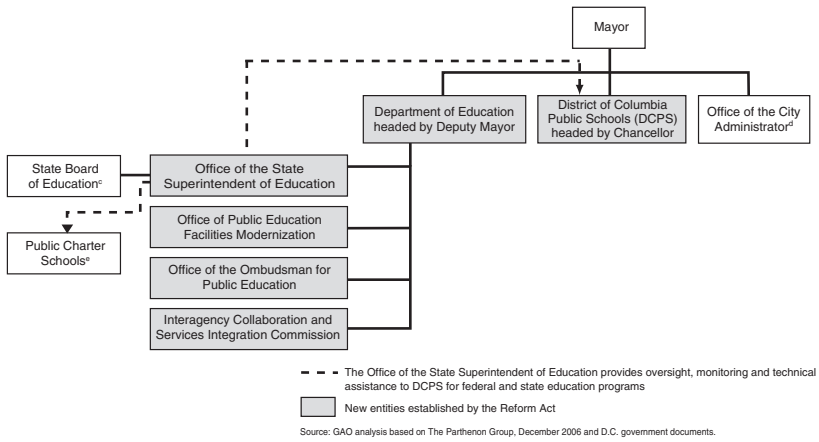 Mayor
Department of Education
headed by Deputy Mayor
District of Columbia
Public Schools (DCPS)
headed by Chancellor
Office of the City
Administratorᵈ
State Board
of Educationᶜ
Office of the State
Superintendent of Education
Office of Public Education
Facilities Modernization
Public Charter
Schoolsᵉ
Office of the Ombudsman for
Public Education
Interagency Collaboration and
Services Integration Commission
The Office of the State Superintendent of Education provides oversight, monitoring and technical
assistance to DCPS for federal and state education programs
New entities established by the Reform Act
Source: GAO analysis based on The Parthenon Group, December 2006 and D.C. government documents.